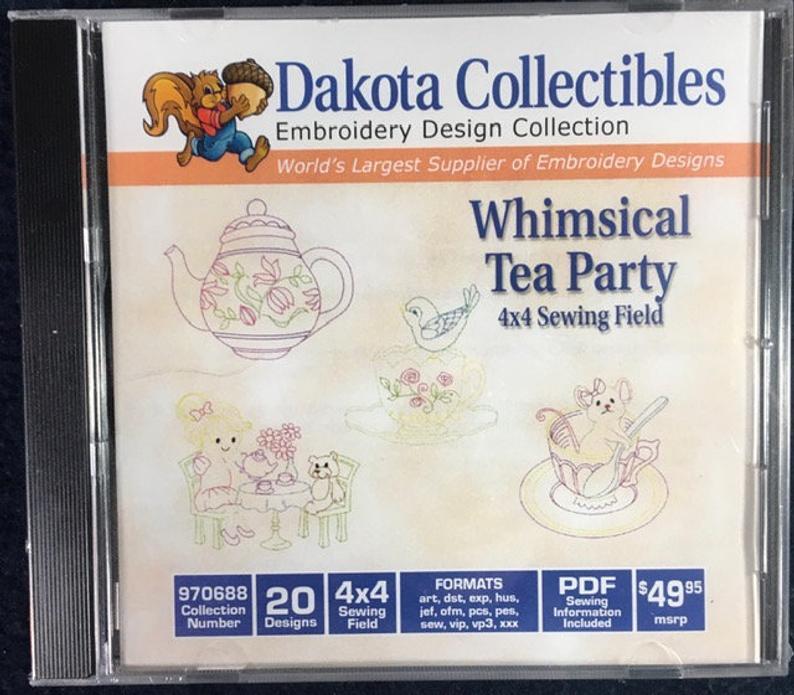 Dakota Collectibles
Embroidery Design Collection
World's Largest Supplier of Embroidery Designs
Whimsical
Tea Party
4x4 Sewing Field
970688
Collection
Number
20
Designs
4x4
Sewing
Field
FORMATS
art, dst, exp, hus,
jef, ofm, pcs, pes,
sew, vip, vp3, xxx
PDF
Sewing
Information
Included
$49.95
msrp